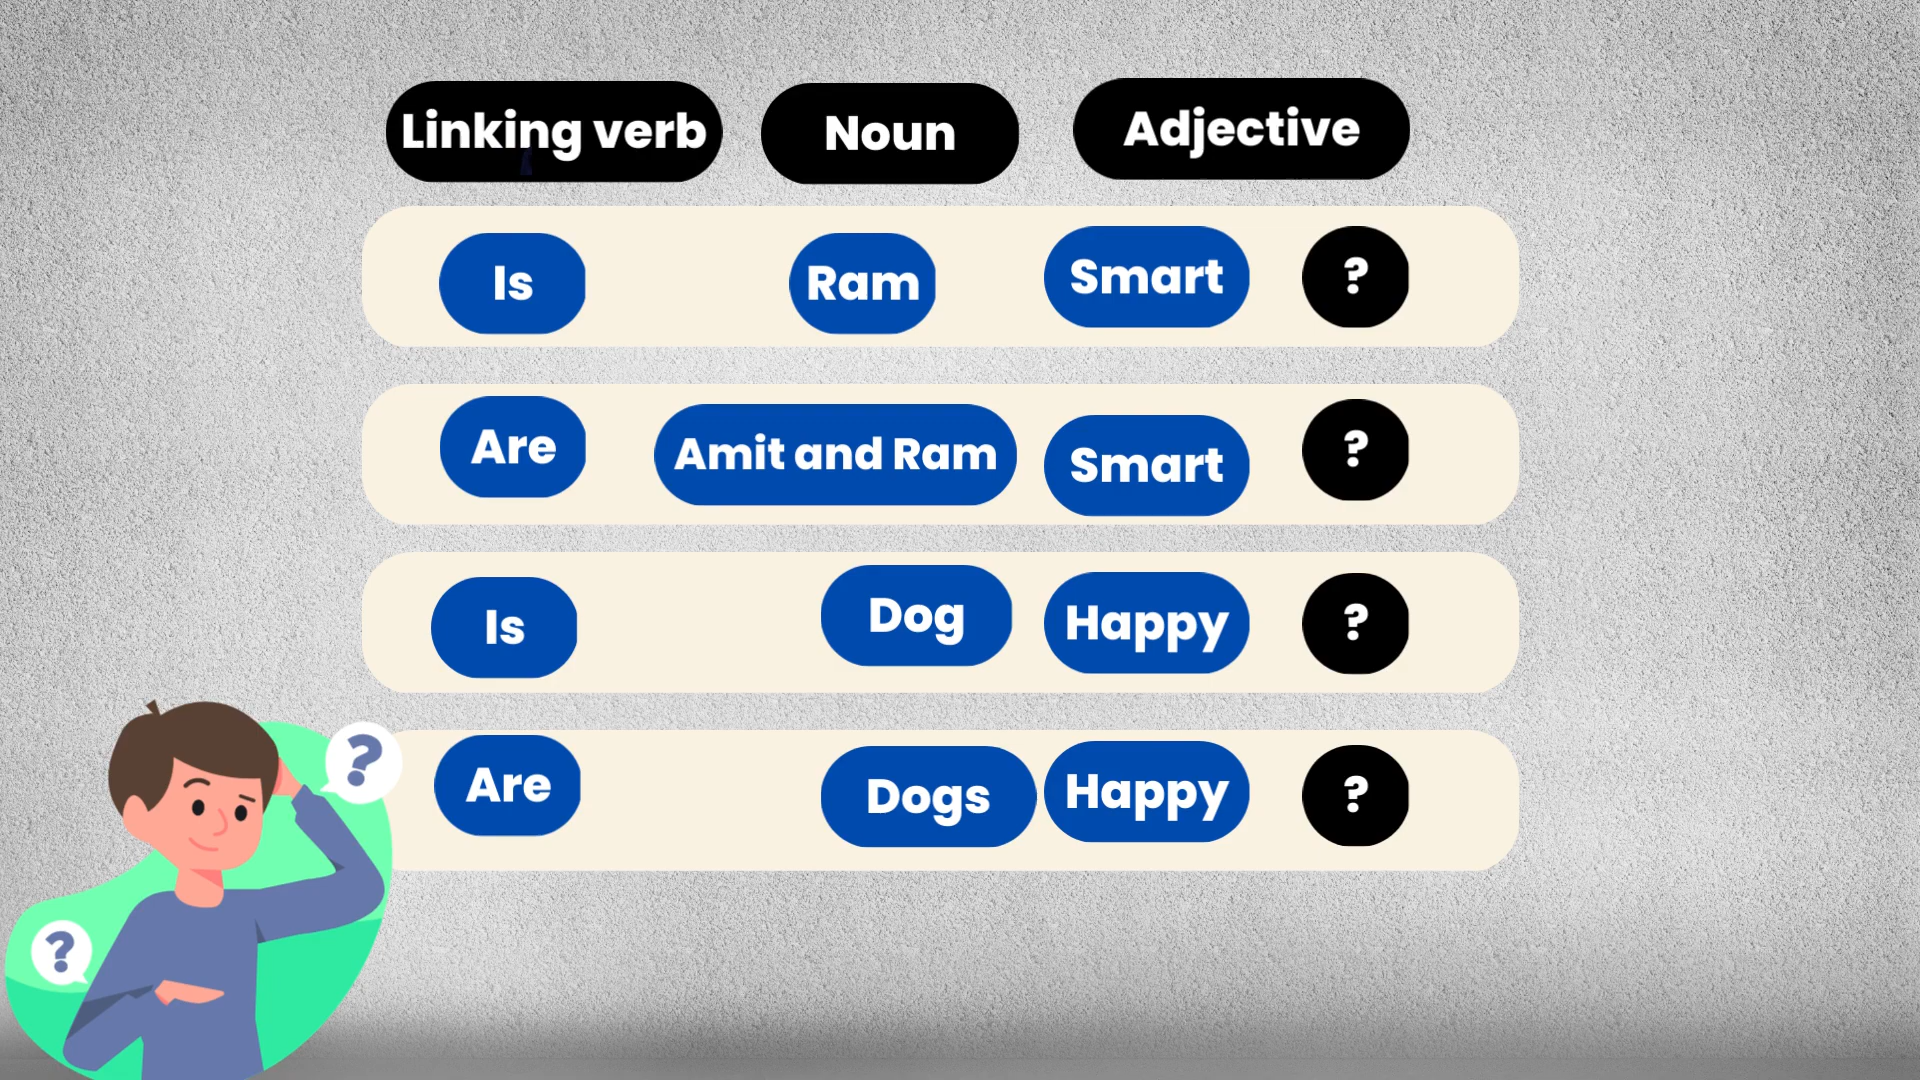 Linking verb Noun Adjective
Is Ram Smart ?
Are Amit and Ram Smart ?
Is Dog Happy ?
Are Dogs Happy ?
?
?